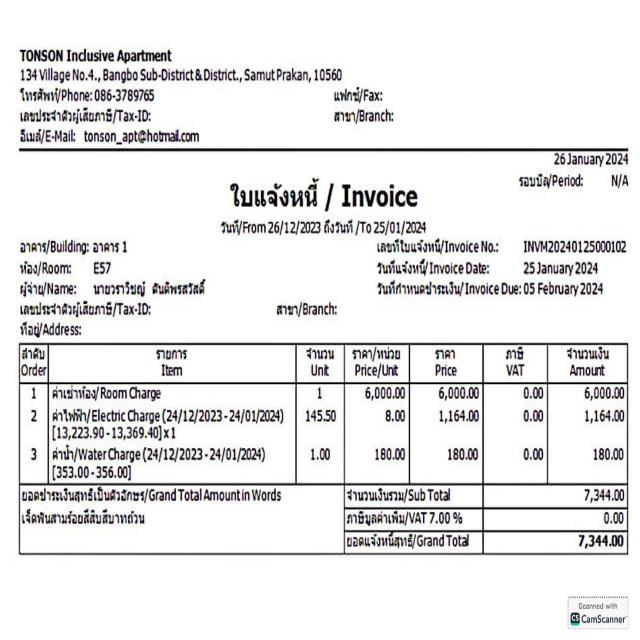 TONSON Inclusive Apartment
134 Village No.4., Bangbo Sub-District & District., Samut Prakan, 10560
โทรศัพท์/Phone: 086-3789765 แฟกซ์/Fax:
เลขประจำตัวผู้เสียภาษี/Tax-ID: สาขา/Branch:
อีเมล์/E-Mail: tonson_apt@hotmail.com
26 January 2024
รอบบิล/Period: N/A
ใบแจ้งหนี้ / Invoice
วันที่/From 26/12/2023 ถึงวันที่ /To 25/01/2024
อาคาร/Building: อาคาร 1 เลขที่ใบแจ้งหนี้/Invoice No.: INVM20240125000102
ห้อง/Room: E57 วันที่แจ้งหนี้/Invoice Date: 25 January 2024
ผู้จ่าย/Name: นายวราวิชญ์ ตันติพรสวัสดิ์ วันที่กำหนดชำระเงิน/Invoice Due: 05 February 2024
เลขประจำตัวผู้เสียภาษี/Tax-ID: สาขา/Branch:
ที่อยู่/Address:
ลำดับ รายการ จำนวน ราคา/หน่วย ราคา ภาษี จำนวนเงิน
Order Item Unit Price/Unit Price VAT Amount
1 ค่าเช่าห้อง/Room Charge 1 6,000.00 6,000.00 0.00 6,000.00
2 ค่าไฟฟ้า/Electric Charge (24/12/2023 - 24/01/2024) 145.50 8.00 1,164.00 0.00 1,164.00
[13,223.90 - 13,369.40] x 1
3 ค่าน้ำ/Water Charge (24/12/2023 - 24/01/2024) 1.00 180.00 180.00 0.00 180.00
[353.00 - 356.00]
ยอดชำระเงินสุทธิเป็นตัวอักษร/Grand Total Amount in Words จำนวนเงินรวม/Sub Total 7,344.00
เจ็ดพันสามร้อยสี่สิบสี่บาทถ้วน ภาษีมูลค่าเพิ่ม/VAT 7.00 % 0.00
ยอดแจ้งหนี้สุทธิ/Grand Total 7,344.00
Scanned with
CS CamScanner